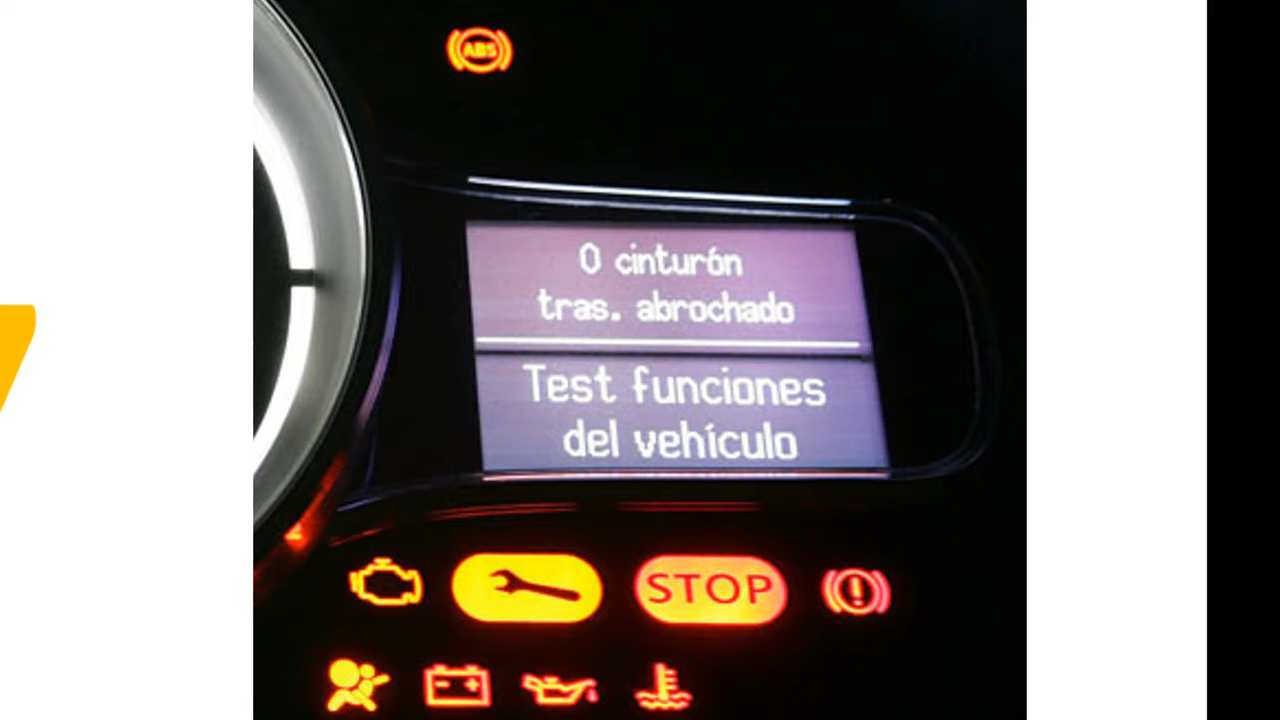 ABS
0 cinturón
tras. abrochado
Test funciones
del vehículo
STOP